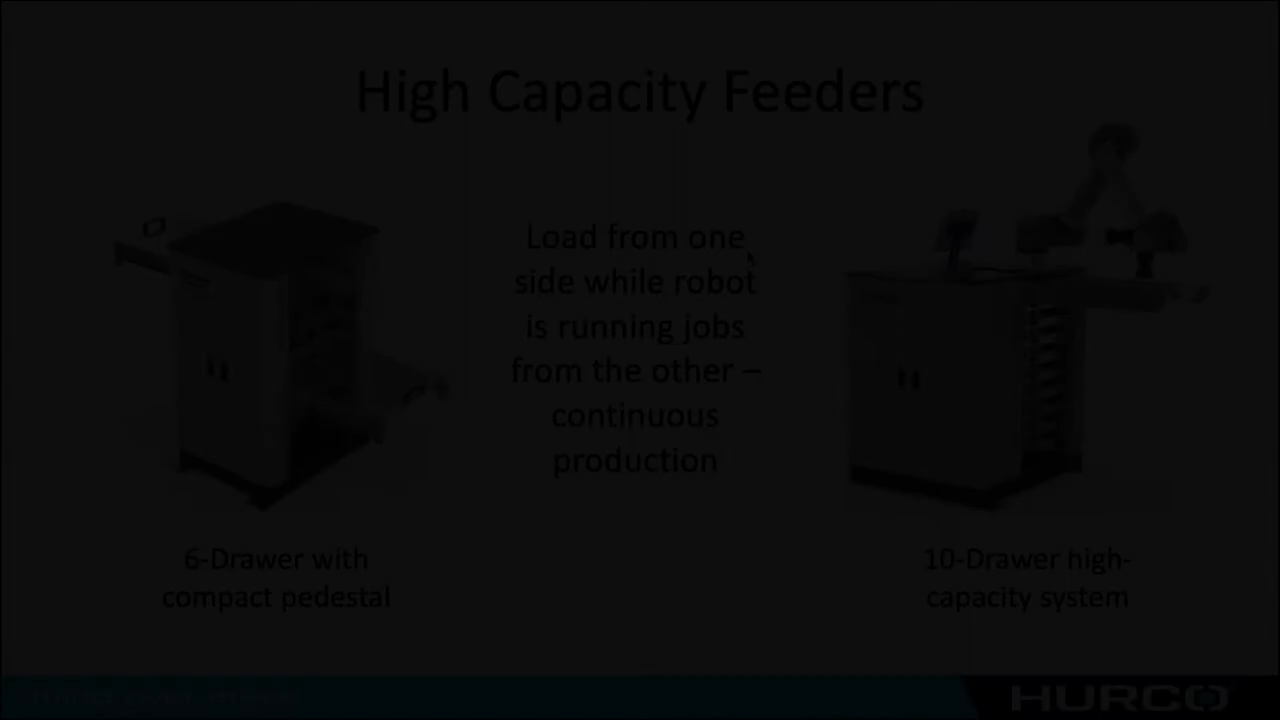 High Capacity Feeders
Load from one
side while robot
is running jobs
from the other –
continuous
production
6-Drawer with
compact pedestal
10-Drawer high-
capacity system
HURCO